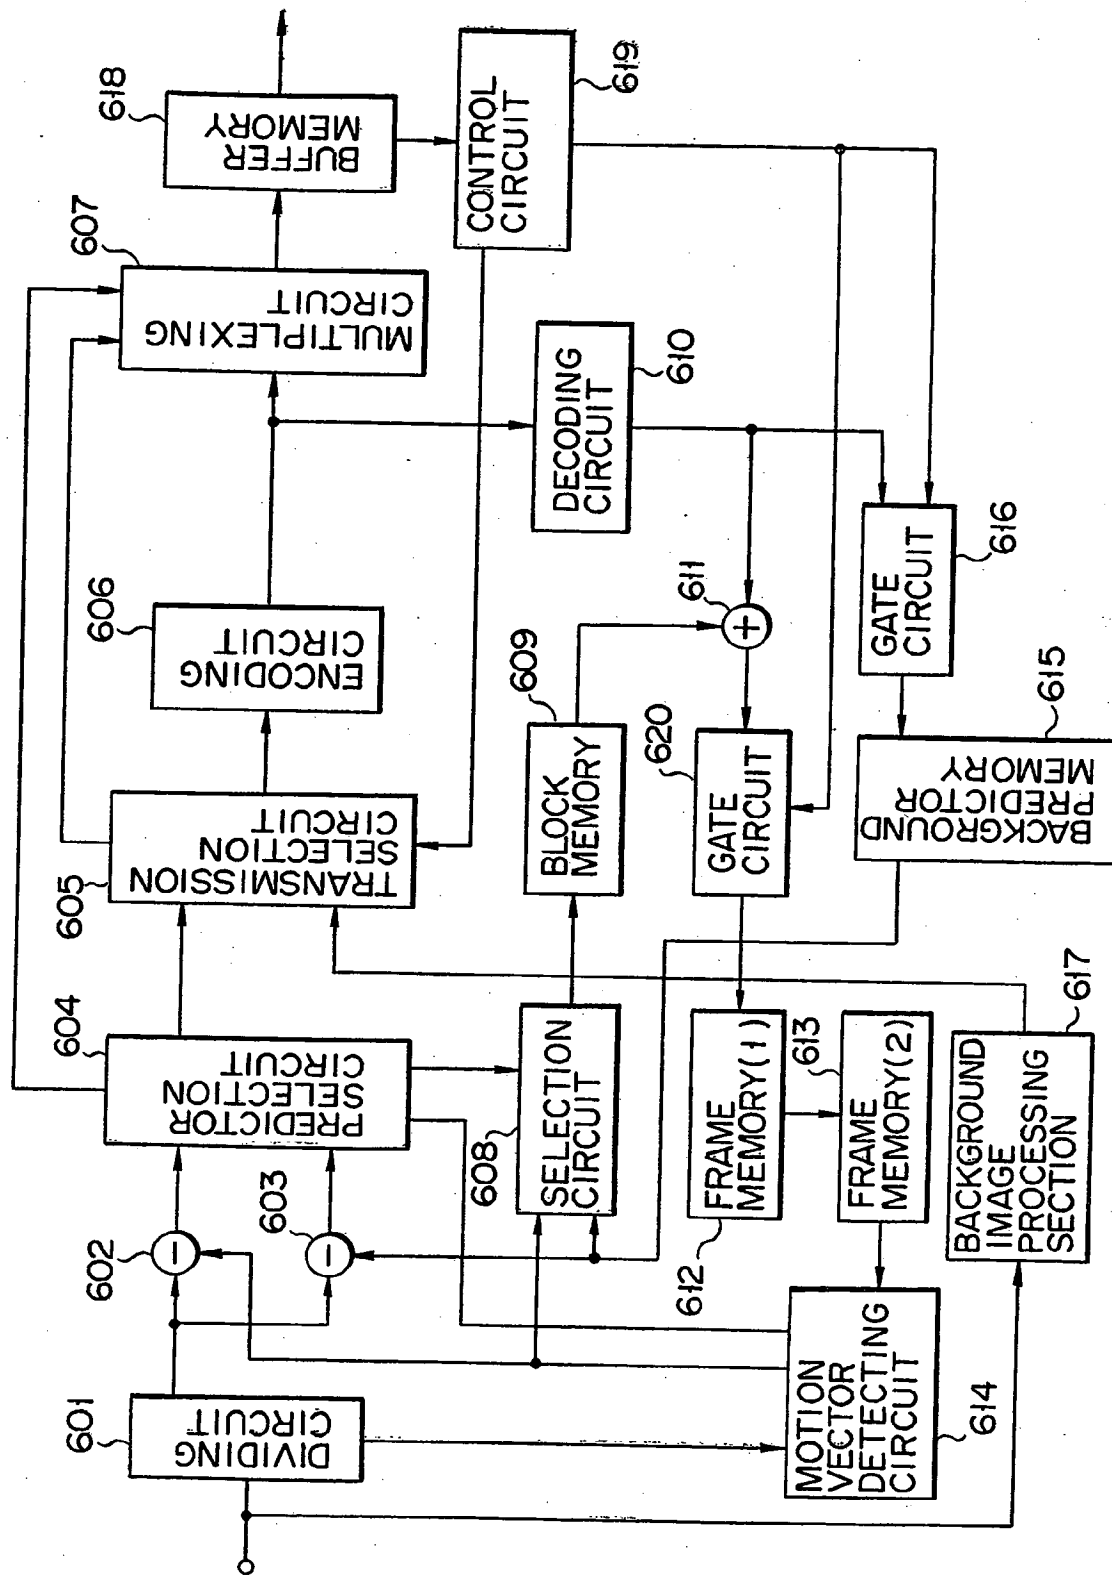 601
DIVIDING
CIRCUIT
602
603
604
PREDICTOR
SELECTION
CIRCUIT
605
TRANSMISSION
SELECTION
CIRCUIT
606
ENCODING
CIRCUIT
607
MULTIPLEXING
CIRCUIT
618
BUFFER
MEMORY
608
SELECTION
CIRCUIT
609
BLOCK
MEMORY
610
DECODING
CIRCUIT
619
CONTROL
CIRCUIT
611
612
FRAME
MEMORY(1)
620
GATE
CIRCUIT
613
FRAME
MEMORY(2)
614
MOTION
VECTOR
DETECTING
CIRCUIT
615
BACKGROUND
PREDICTOR
MEMORY
616
GATE
CIRCUIT
617
BACKGROUND
IMAGE
PROCESSING
SECTION